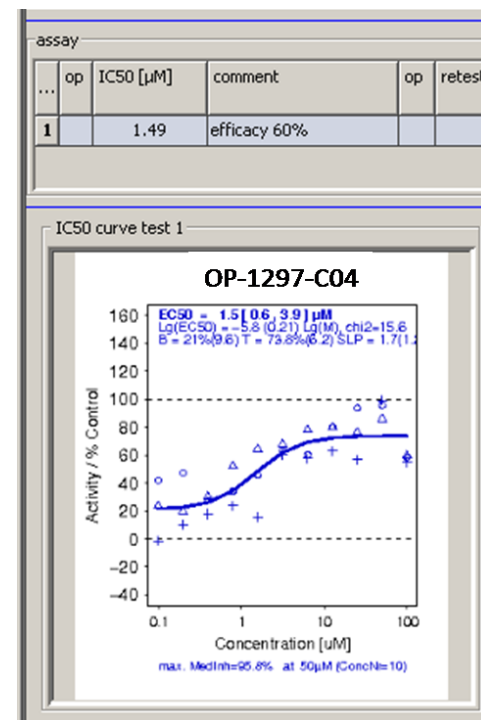 assay
... op IC50 [µM] comment op retest
1 1.49 efficacy 60%
IC50 curve test 1
OP-1297-C04
EC50 = 1.5[ 0.6 , 3.9 ] µM
Lg(EC50) = -5.8 (0.21) Lg(M), chi2=15.6
B = 21%(9.6) T = 73.8%(6.2) SLP = 1.7(1.
160
140
120
100
80
60
40
20
0
-20
-40
Activity / % Control
0.1 1 10 100
Concentration [uM]
max. MedInh=95.8% at 50µM (ConcNr=10)